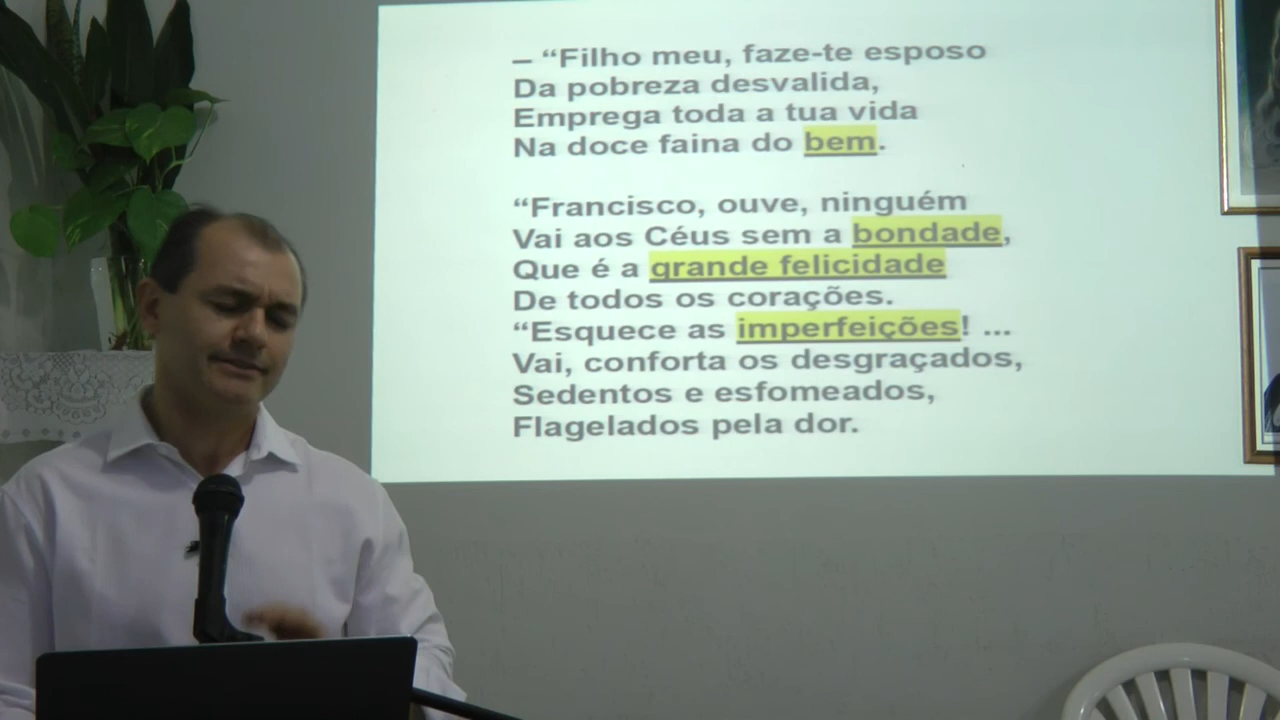 – “Filho meu, faze-te esposo
Da pobreza desvalida,
Emprega toda a tua vida
Na doce faina do bem.
“Francisco, ouve, ninguém
Vai aos Céus sem a bondade,
Que é a grande felicidade
De todos os corações.
“Esquece as imperfeições! ...
Vai, conforta os desgraçados,
Sedentos e esfomeados,
Flagelados pela dor.